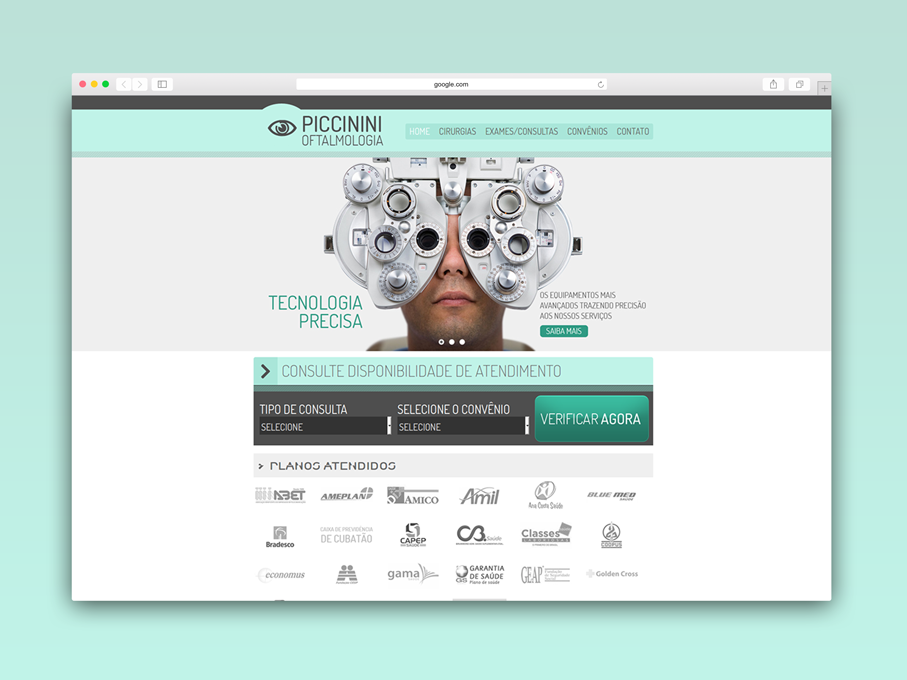 google.com
PICCININI
OFTALMOLOGIA
HOME CIRURGIAS EXAMES/CONSULTAS CONVÊNIOS CONTATO
TECNOLOGIA
PRECISA
OS EQUIPAMENTOS MAIS
AVANÇADOS TRAZENDO PRECISÃO
AOS NOSSOS SERVIÇOS
SAIBA MAIS
CONSULTE DISPONIBILIDADE DE ATENDIMENTO
TIPO DE CONSULTA
SELECIONE
SELECIONE O CONVÊNIO
SELECIONE
VERIFICAR AGORA
PLANOS ATENDIDOS
ABET
AMEPLAN
AMICO
Amil
Ana Costa Saúde
BLUE MED
SAÚDE
Bradesco
CAIXA DE PREVIDÊNCIA
DE CUBATÃO
CAPEP
Saúde
Classes
LABORIOSAS
economus
gama
GARANTIA
DE SAÚDE
Plano de saúde
GEAP
Golden Cross